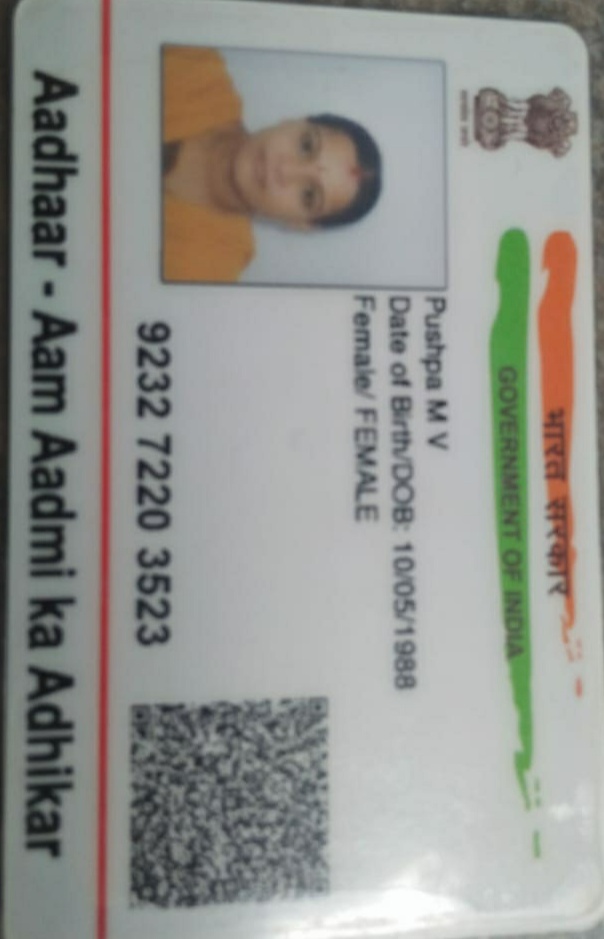 भारत सरकार
GOVERNMENT OF INDIA
Pushpa M V
Date of Birth/DOB: 10/05/1988
Female/ FEMALE
9232 7220 3523
Aadhaar - Aam Aadmi ka Adhikar